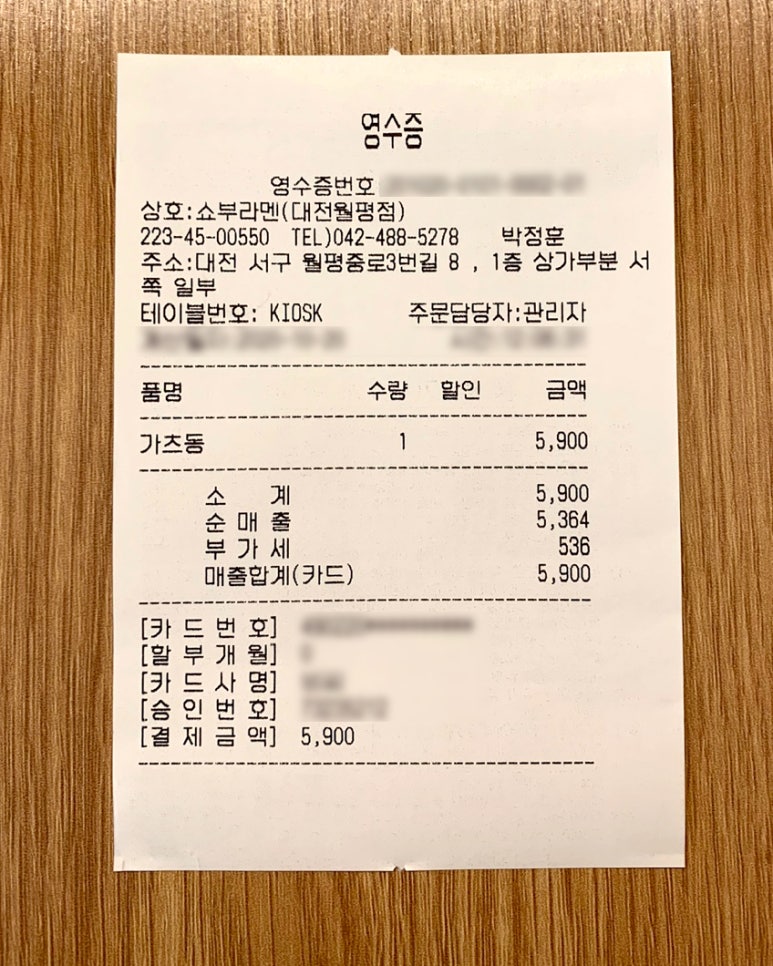 영수증
영수증번호
상호:쇼부라멘(대전월평점)
223-45-00550 TEL)042-488-5278 박정훈
주소:대전 서구 월평중로3번길 8 , 1층 상가부분 서
쪽 일부
테이블번호: KIOSK 주문담당자:관리자
품명 수량 할인 금액
가츠동 1 5,900
소 계 5,900
순 매 출 5,364
부 가 세 536
매출합계(카드) 5,900
[카 드 번 호]
[할 부 개 월]
[카 드 사 명]
[승 인 번 호]
[결 제 금 액] 5,900